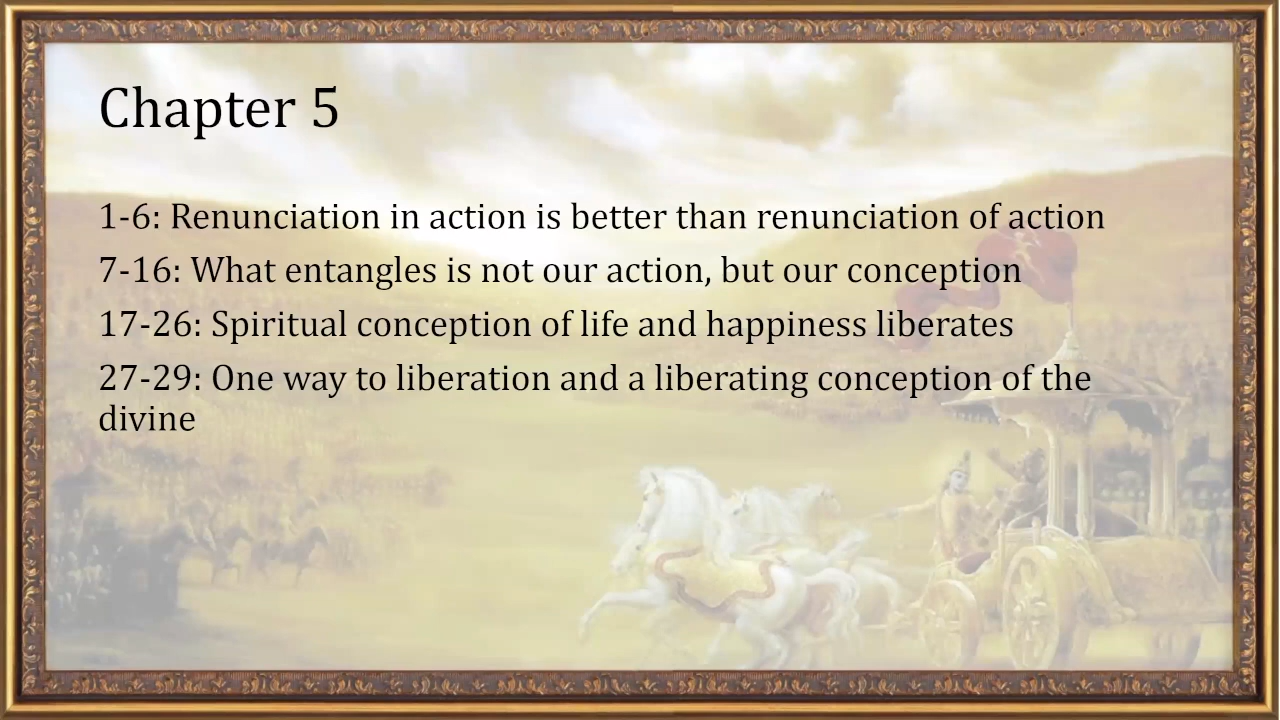 Chapter 5
1-6: Renunciation in action is better than renunciation of action
7-16: What entangles is not our action, but our conception
17-26: Spiritual conception of life and happiness liberates
27-29: One way to liberation and a liberating conception of the
divine